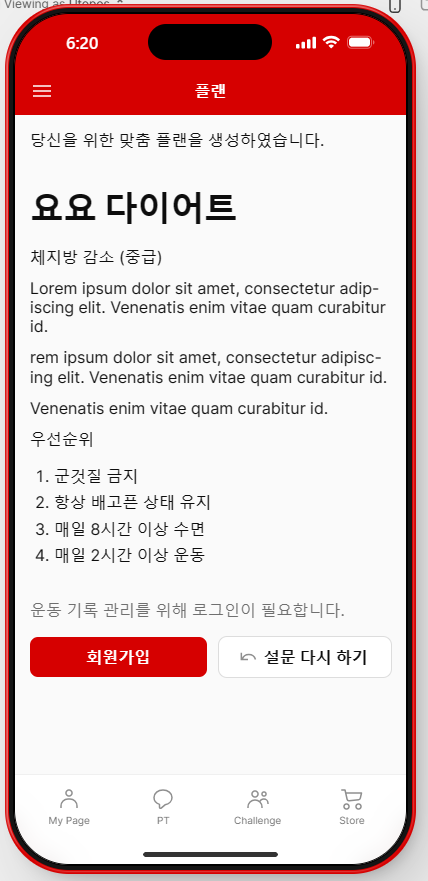 Viewing as Utopos
6:20
플랜
당신을 위한 맞춤 플랜을 생성하였습니다.
요요 다이어트
체지방 감소 (중급)
Lorem ipsum dolor sit amet, consectetur adip-
iscing elit. Venenatis enim vitae quam curabitur
id.
rem ipsum dolor sit amet, consectetur adipisc-
ing elit. Venenatis enim vitae quam curabitur id.
Venenatis enim vitae quam curabitur id.
우선순위
1. 군것질 금지
2. 항상 배고픈 상태 유지
3. 매일 8시간 이상 수면
4. 매일 2시간 이상 운동
운동 기록 관리를 위해 로그인이 필요합니다.
회원가입
설문 다시 하기
My Page
PT
Challenge
Store